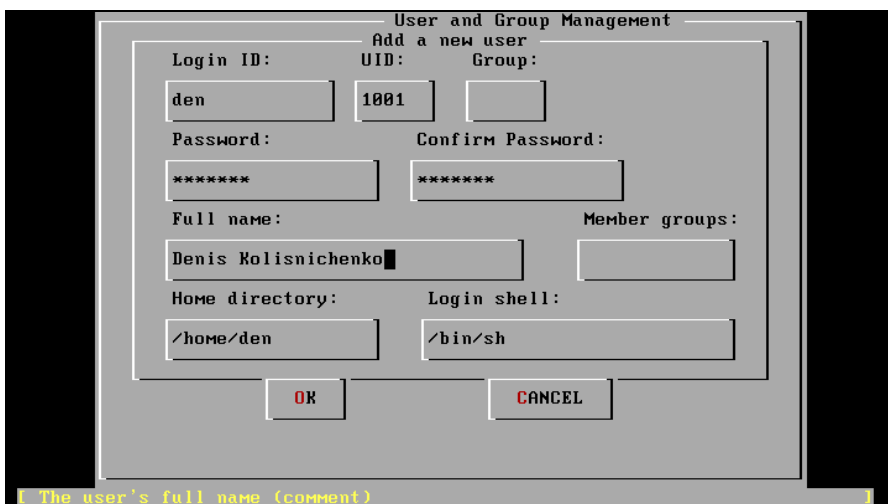 User and Group Management
Add a new user
Login ID: UID: Group:
den 1001
Password: Confirm Password:
******* *******
Full name: Member groups:
Denis Kolisnichenko
Home directory: Login shell:
/home/den /bin/sh
OK CANCEL
[ The user's full name (comment) ]